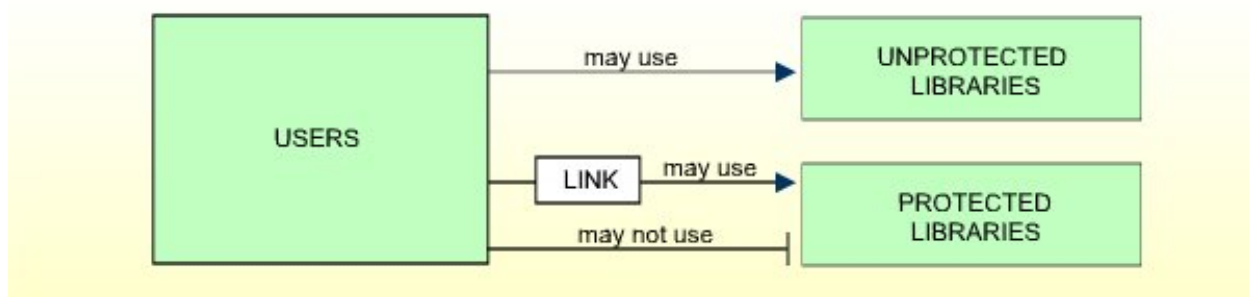 may use
UNPROTECTED
LIBRARIES
USERS
LINK
may use
PROTECTED
LIBRARIES
may not use